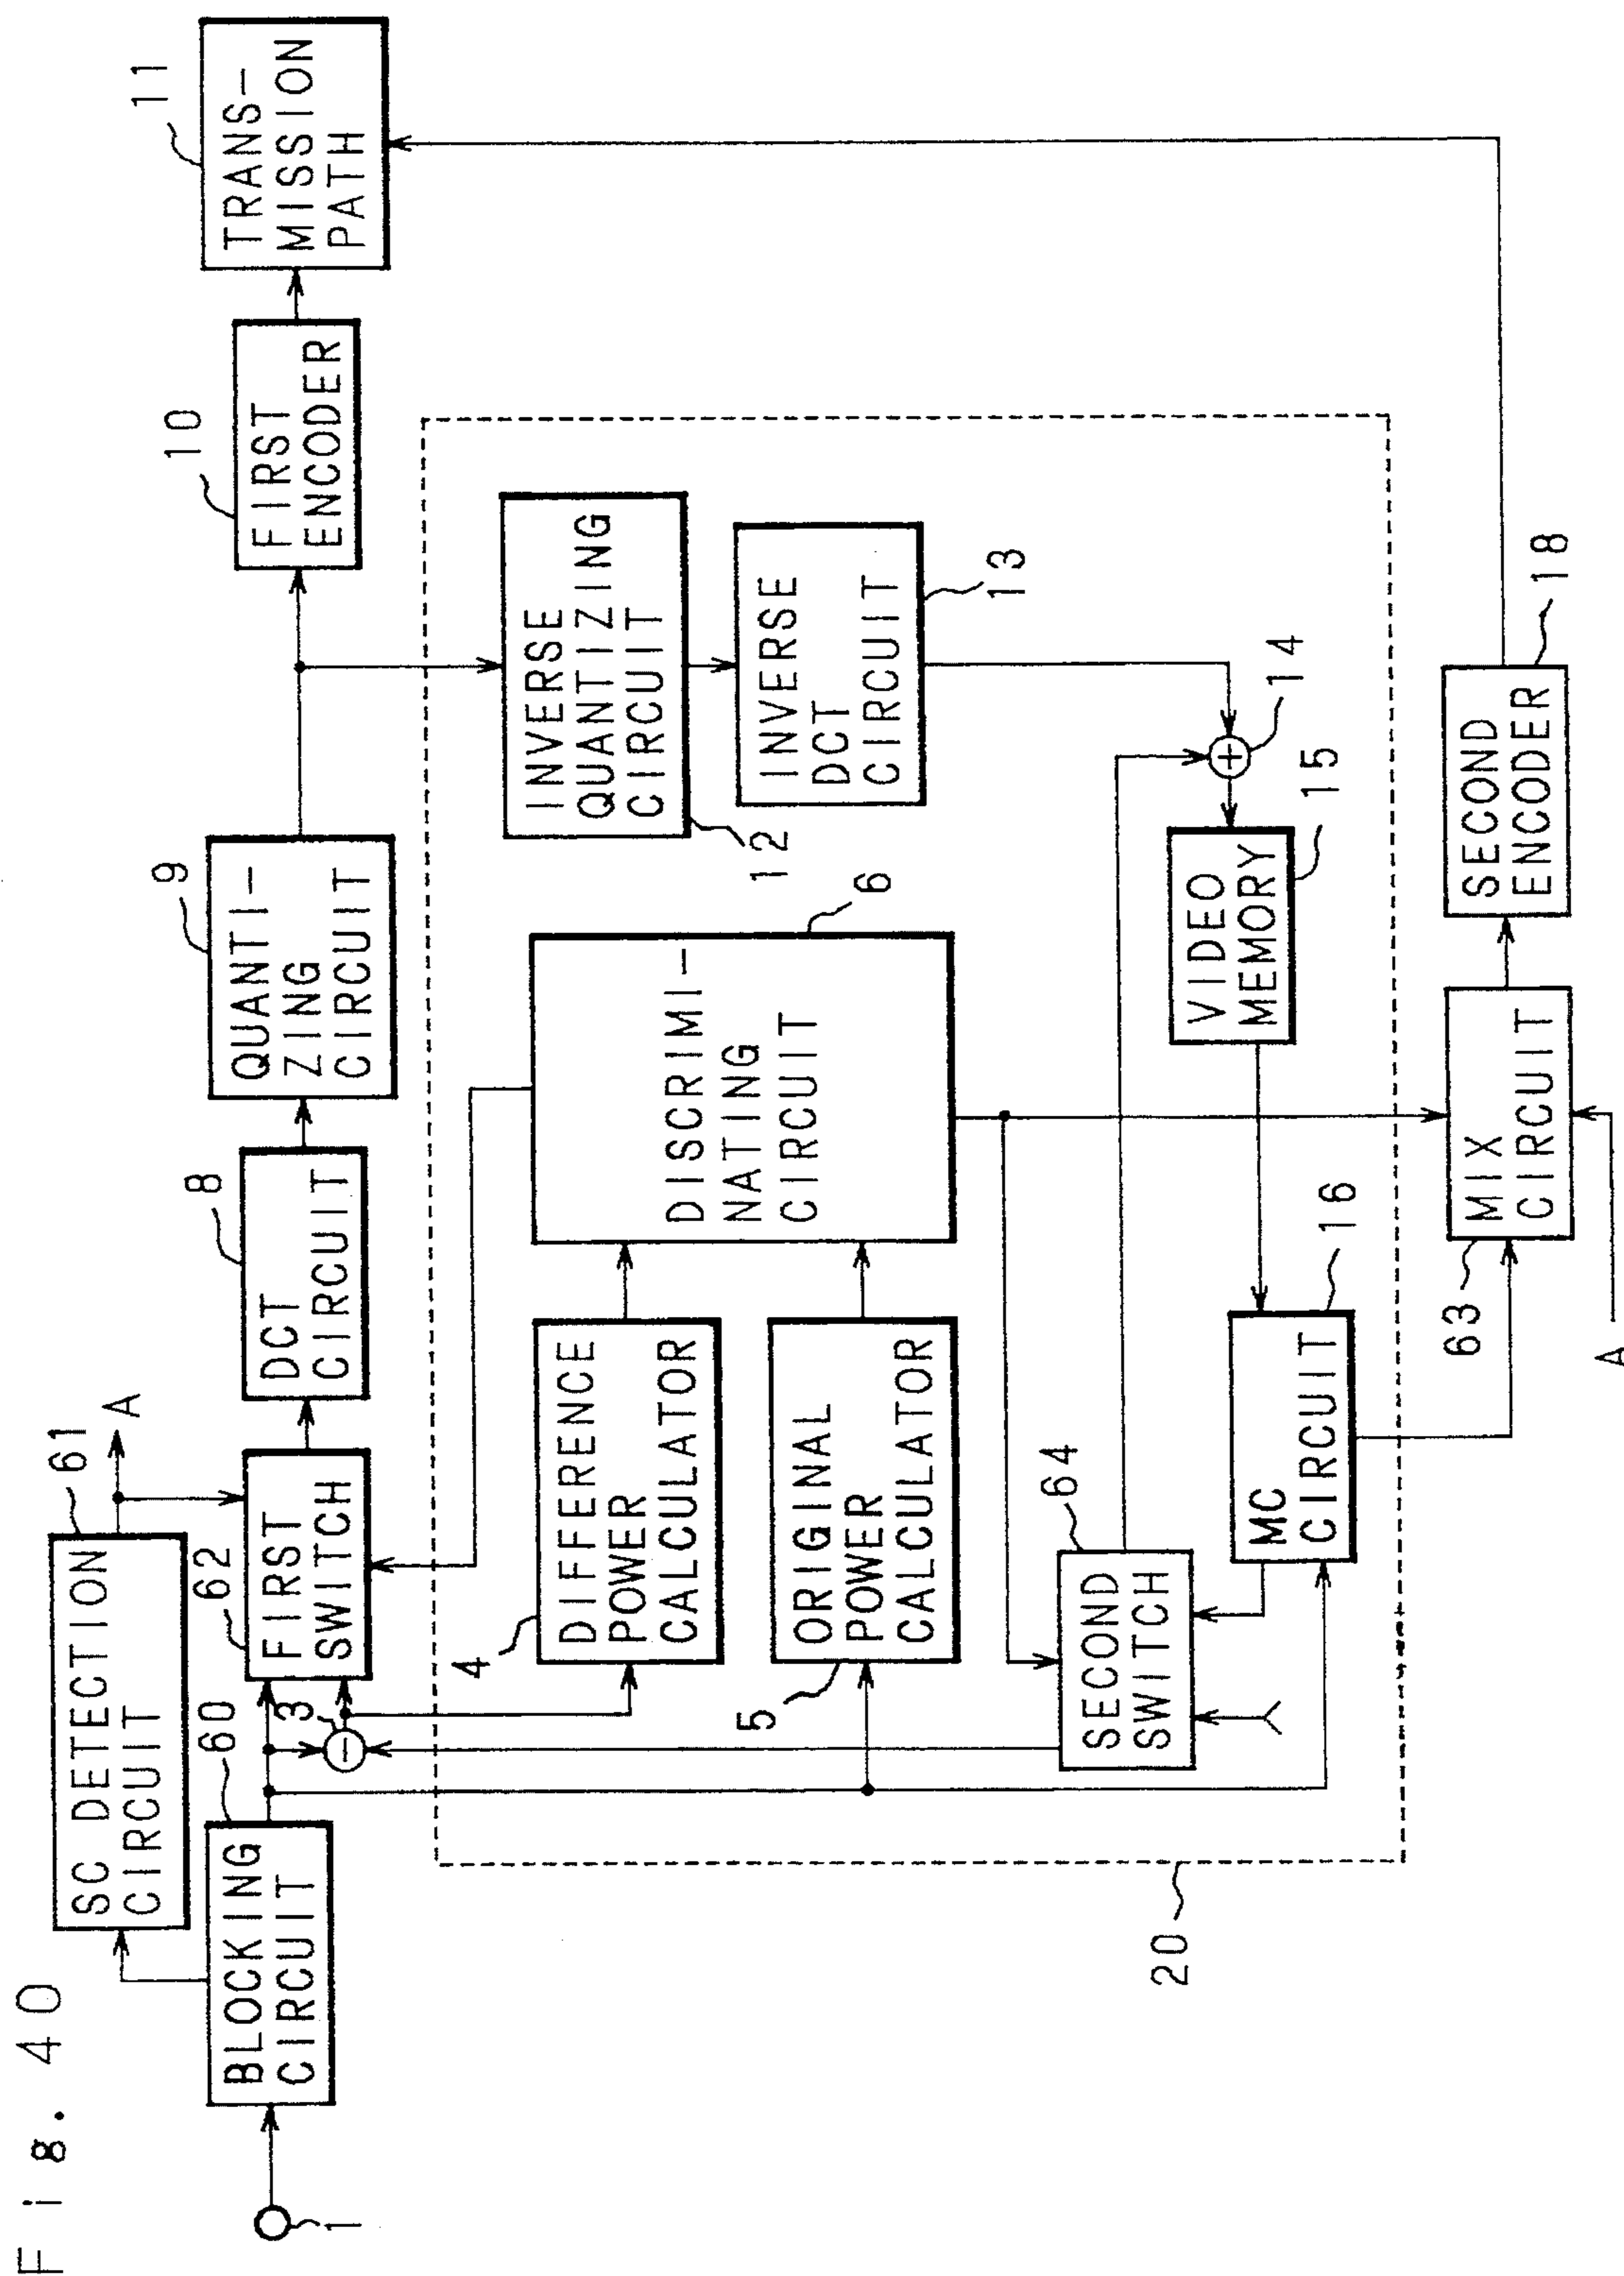 Fig. 40
SC DETECTION
CIRCUIT
61
A
BLOCKING
CIRCUIT
60
1
FIRST
SWITCH
62
3
−
DCT
CIRCUIT
8
QUANTI-
ZING
CIRCUIT
9
FIRST
ENCODER
10
TRANS-
MISSION
PATH
11
DIFFERENCE
POWER
CALCULATOR
4
ORIGINAL
POWER
CALCULATOR
5
DISCRIMI-
NATING
CIRCUIT
6
INVERSE
QUANTIZING
CIRCUIT
12
INVERSE
DCT
CIRCUIT
13
+
14
VIDEO
MEMORY
15
SECOND
SWITCH
64
MC
CIRCUIT
16
20
MIX
CIRCUIT
63
A
SECOND
ENCODER
18